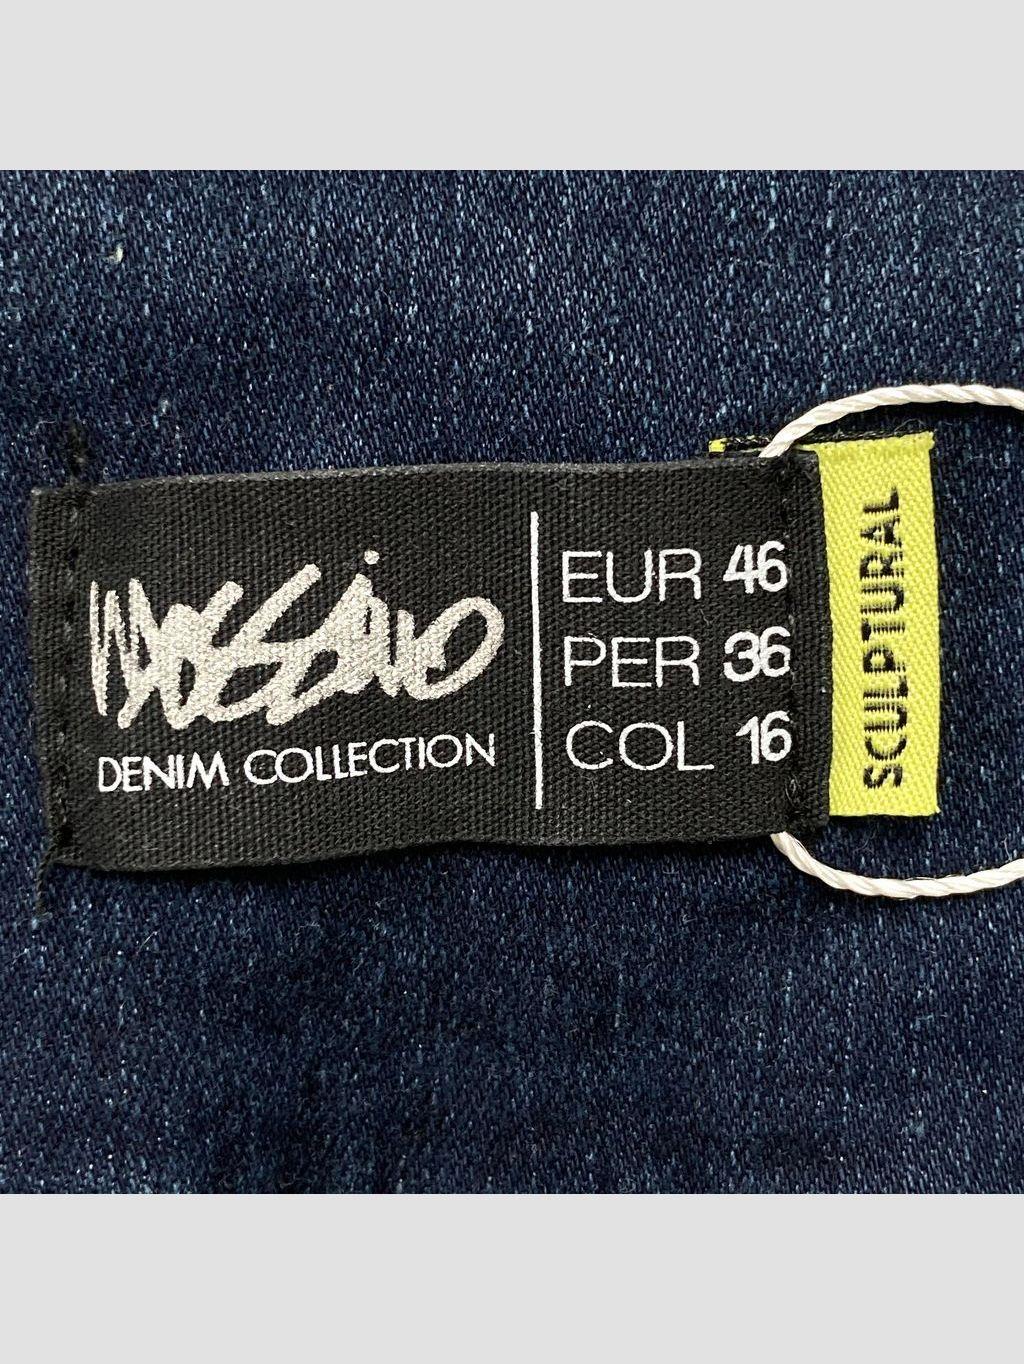 Mossimo
DENIM COLLECTION
EUR 46
PER 36
COL 16
SCULPTURAL